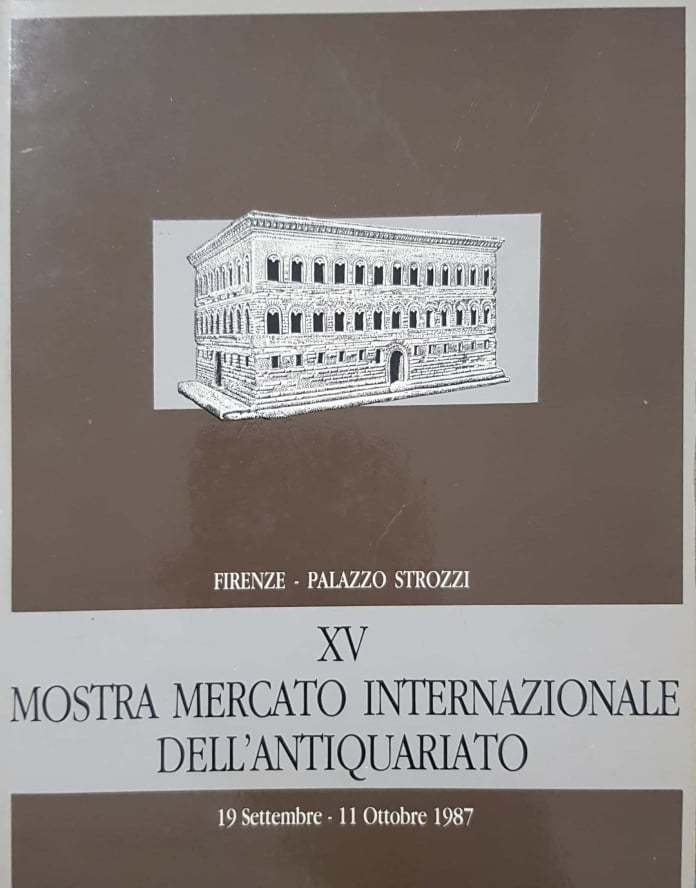 FIRENZE - PALAZZO STROZZI
XV
MOSTRA MERCATO INTERNAZIONALE
DELL'ANTIQUARIATO
19 Settembre - 11 Ottobre 1987